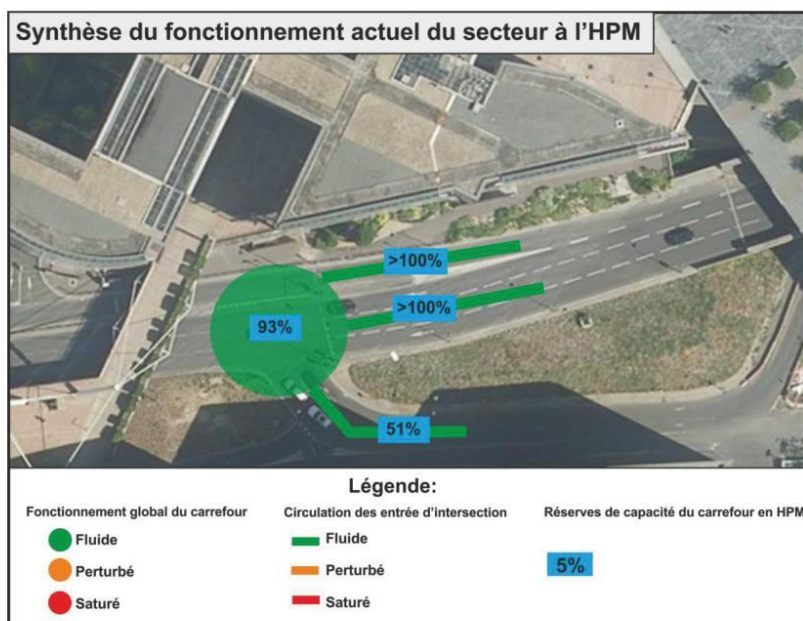 Synthèse du fonctionnement actuel du secteur à l'HPM
>100%
>100%
93%
51%
Légende:
Fonctionnement global du carrefour
Fluide
Perturbé
Saturé
Circulation des entrée d'intersection
Fluide
Perturbé
Saturé
Réserves de capacité du carrefour en HPM
5%